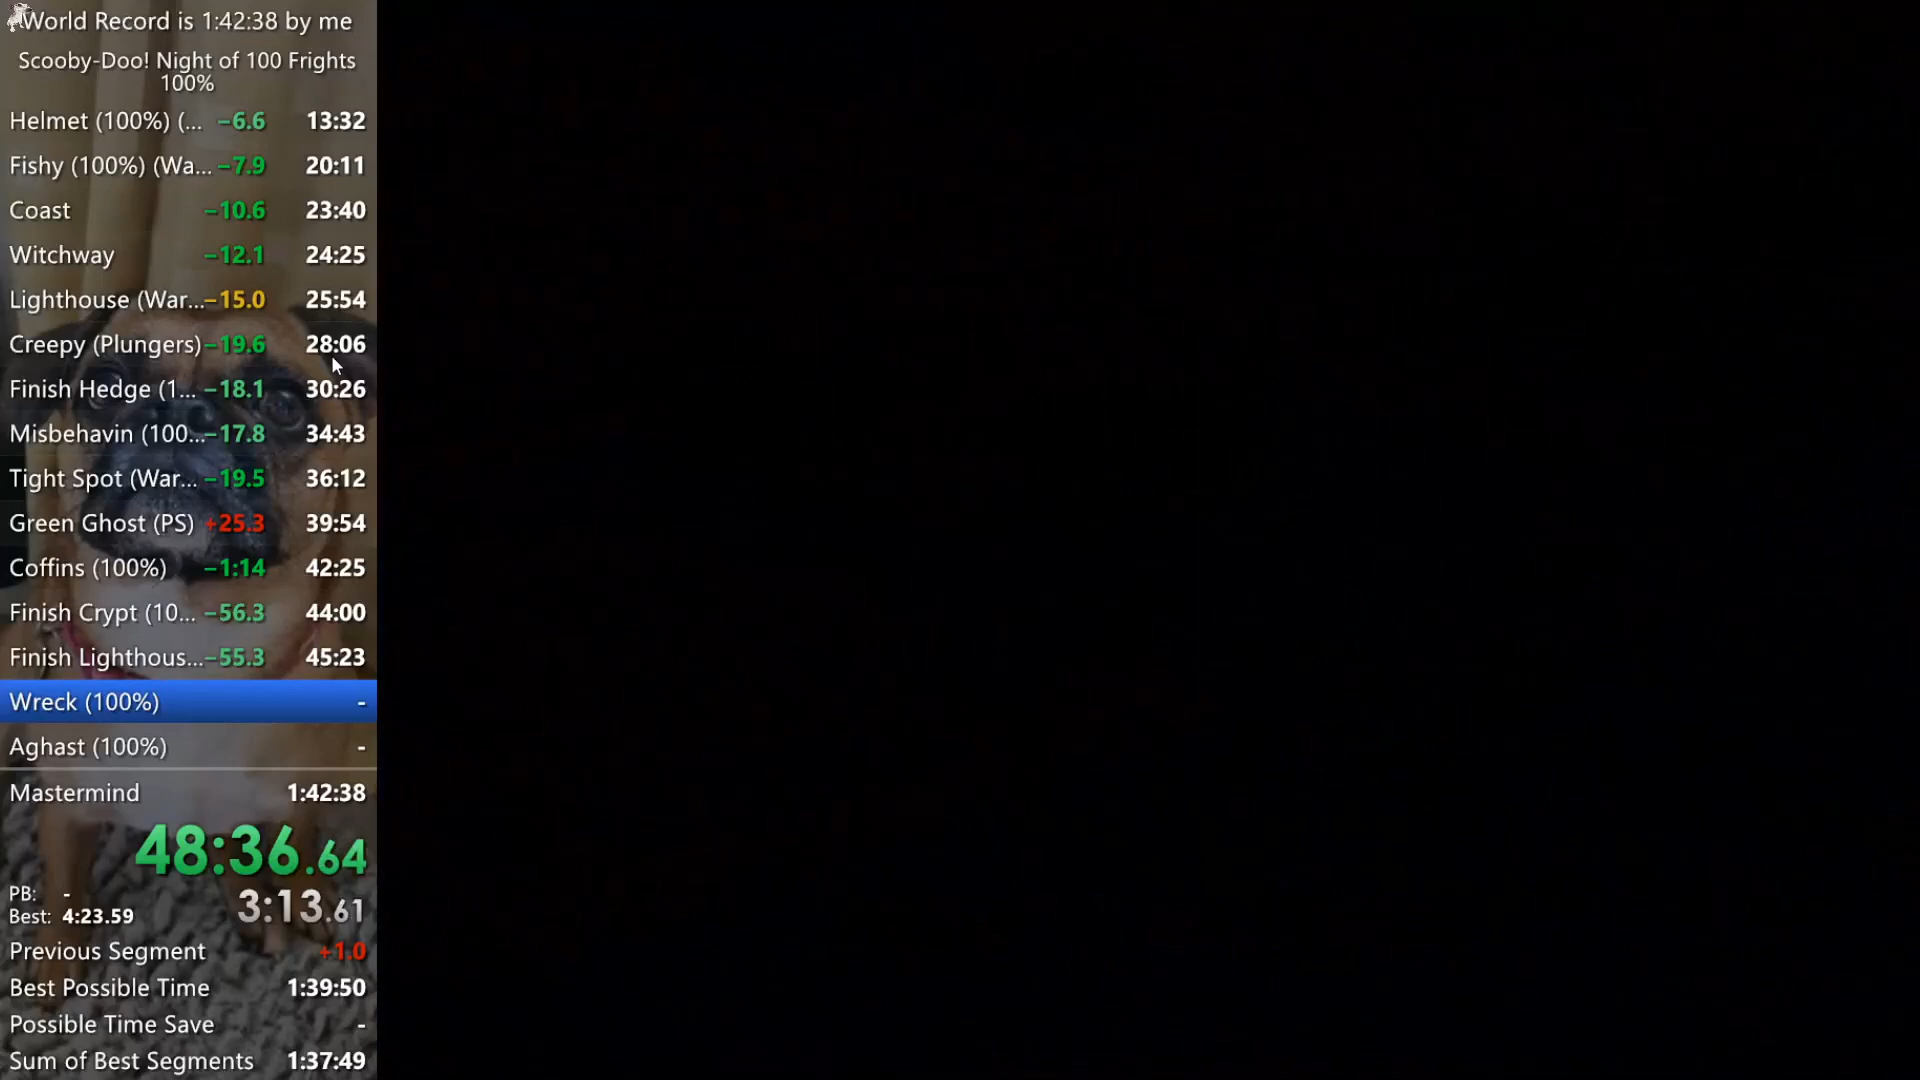 World Record is 1:42:38 by me
Scooby-Doo! Night of 100 Frights
100%
Helmet (100%) (... −6.6 13:32
Fishy (100%) (Wa... −7.9 20:11
Coast −10.6 23:40
Witchway −12.1 24:25
Lighthouse (War... −15.0 25:54
Creepy (Plungers) −19.6 28:06
Finish Hedge (1... −18.1 30:26
Misbehavin (100... −17.8 34:43
Tight Spot (War... −19.5 36:12
Green Ghost (PS) +25.3 39:54
Coffins (100%) −1:14 42:25
Finish Crypt (10... −56.3 44:00
Finish Lighthous... −55.3 45:23
Wreck (100%) -
Aghast (100%) -
Mastermind 1:42:38
48:36.64
PB: -
Best: 4:23.59 3:13.61
Previous Segment +1.0
Best Possible Time 1:39:50
Possible Time Save -
Sum of Best Segments 1:37:49